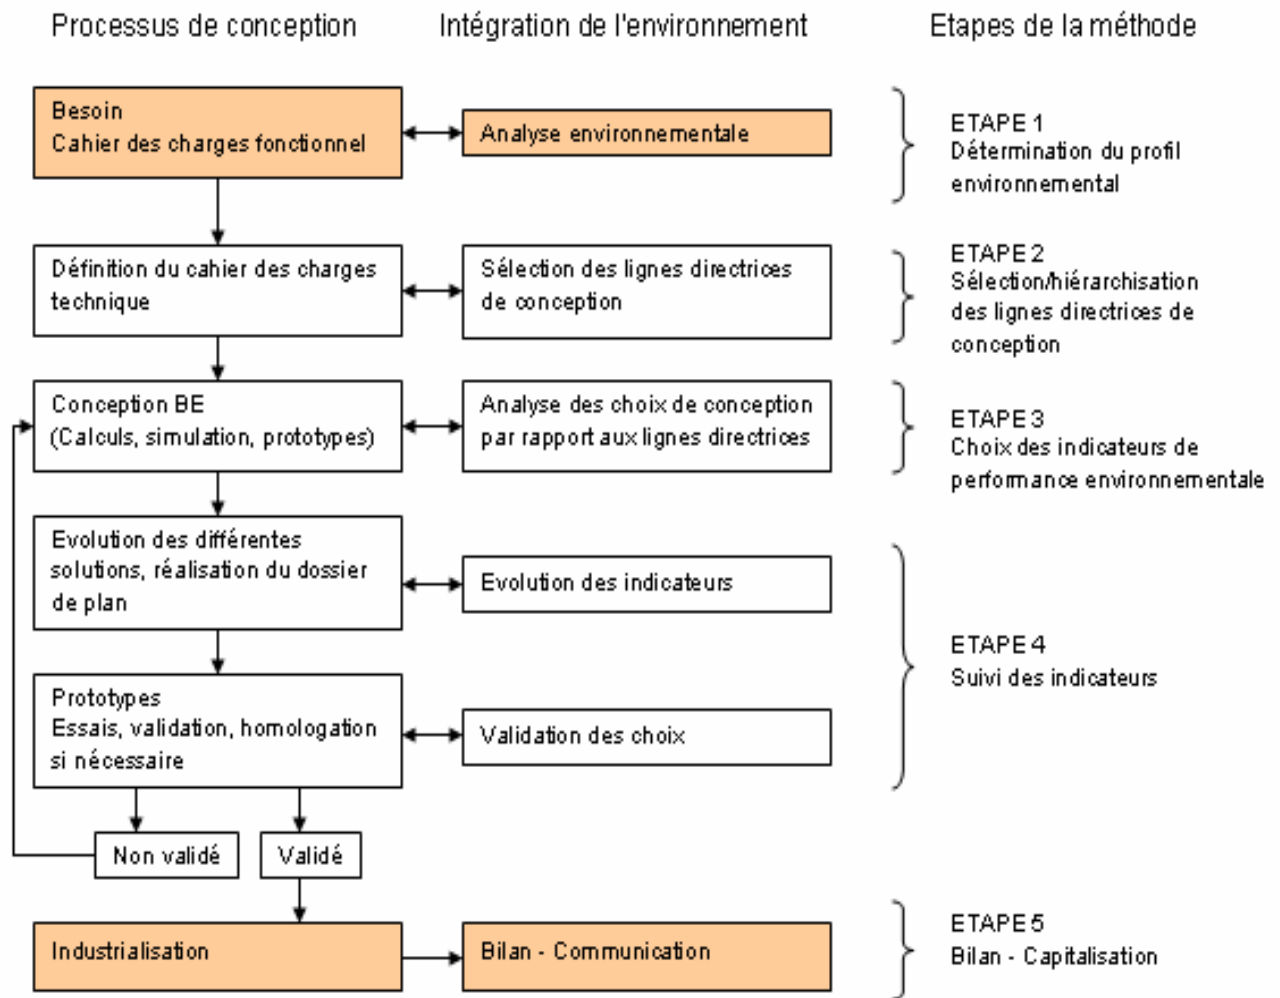 Processus de conception
Intégration de l'environnement
Etapes de la méthode
Besoin
Cahier des charges fonctionnel
Analyse environnementale
ETAPE 1
Détermination du profil
environnemental
Définition du cahier des charges
technique
Sélection des lignes directrices
de conception
ETAPE 2
Sélection/hiérarchisation
des lignes directrices de
conception
Conception BE
(Calculs, simulation, prototypes)
Analyse des choix de conception
par rapport aux lignes directrices
ETAPE 3
Choix des indicateurs de
performance environnementale
Evolution des différentes
solutions, réalisation du dossier
de plan
Evolution des indicateurs
Prototypes
Essais, validation, homologation
si nécessaire
Validation des choix
ETAPE 4
Suivi des indicateurs
Non validé
Validé
Industrialisation
Bilan - Communication
ETAPE 5
Bilan - Capitalisation